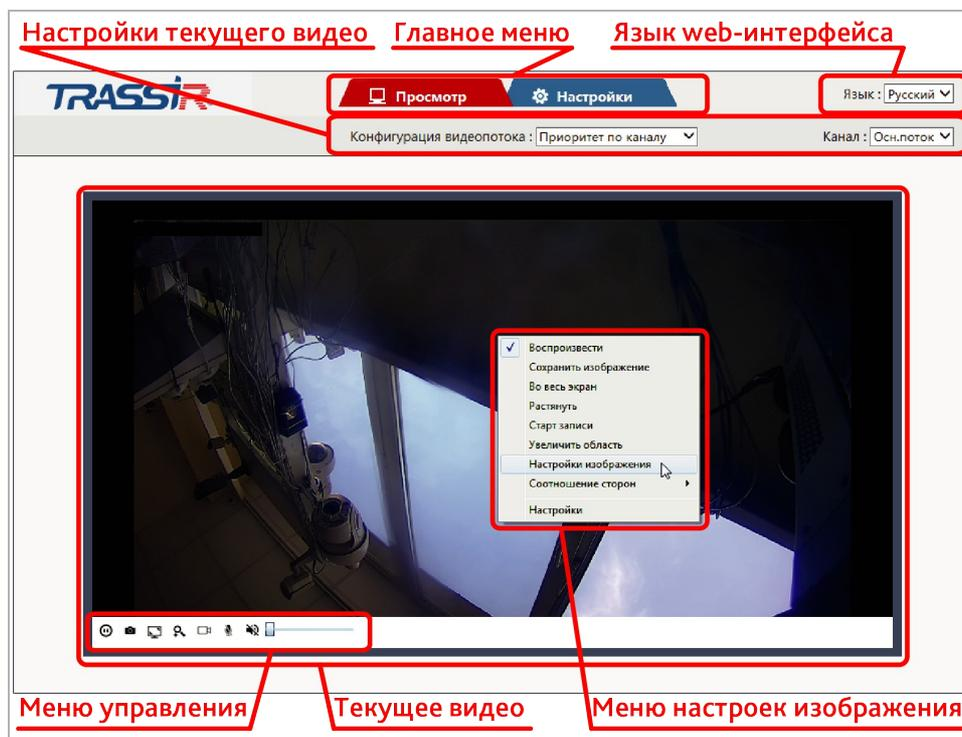 Настройки текущего видео Главное меню Язык web-интерфейса
TRASSIR Просмотр Настройки Язык : Русский
Конфигурация видеопотока : Приоритет по каналу Канал : Осн.поток
Воспроизвести
Сохранить изображение
Во весь экран
Растянуть
Старт записи
Увеличить область
Настройки изображения
Соотношение сторон
Настройки
Меню управления Текущее видео Меню настроек изображения